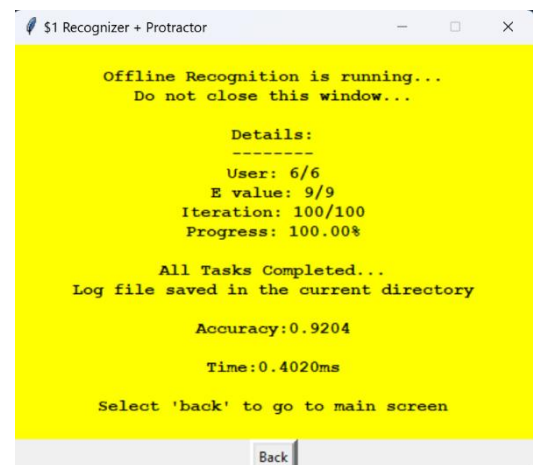 $1 Recognizer + Protractor
Offline Recognition is running...
Do not close this window...
Details:
--------
User: 6/6
E value: 9/9
Iteration: 100/100
Progress: 100.00%
All Tasks Completed...
Log file saved in the current directory
Accuracy:0.9204
Time:0.4020ms
Select 'back' to go to main screen
Back